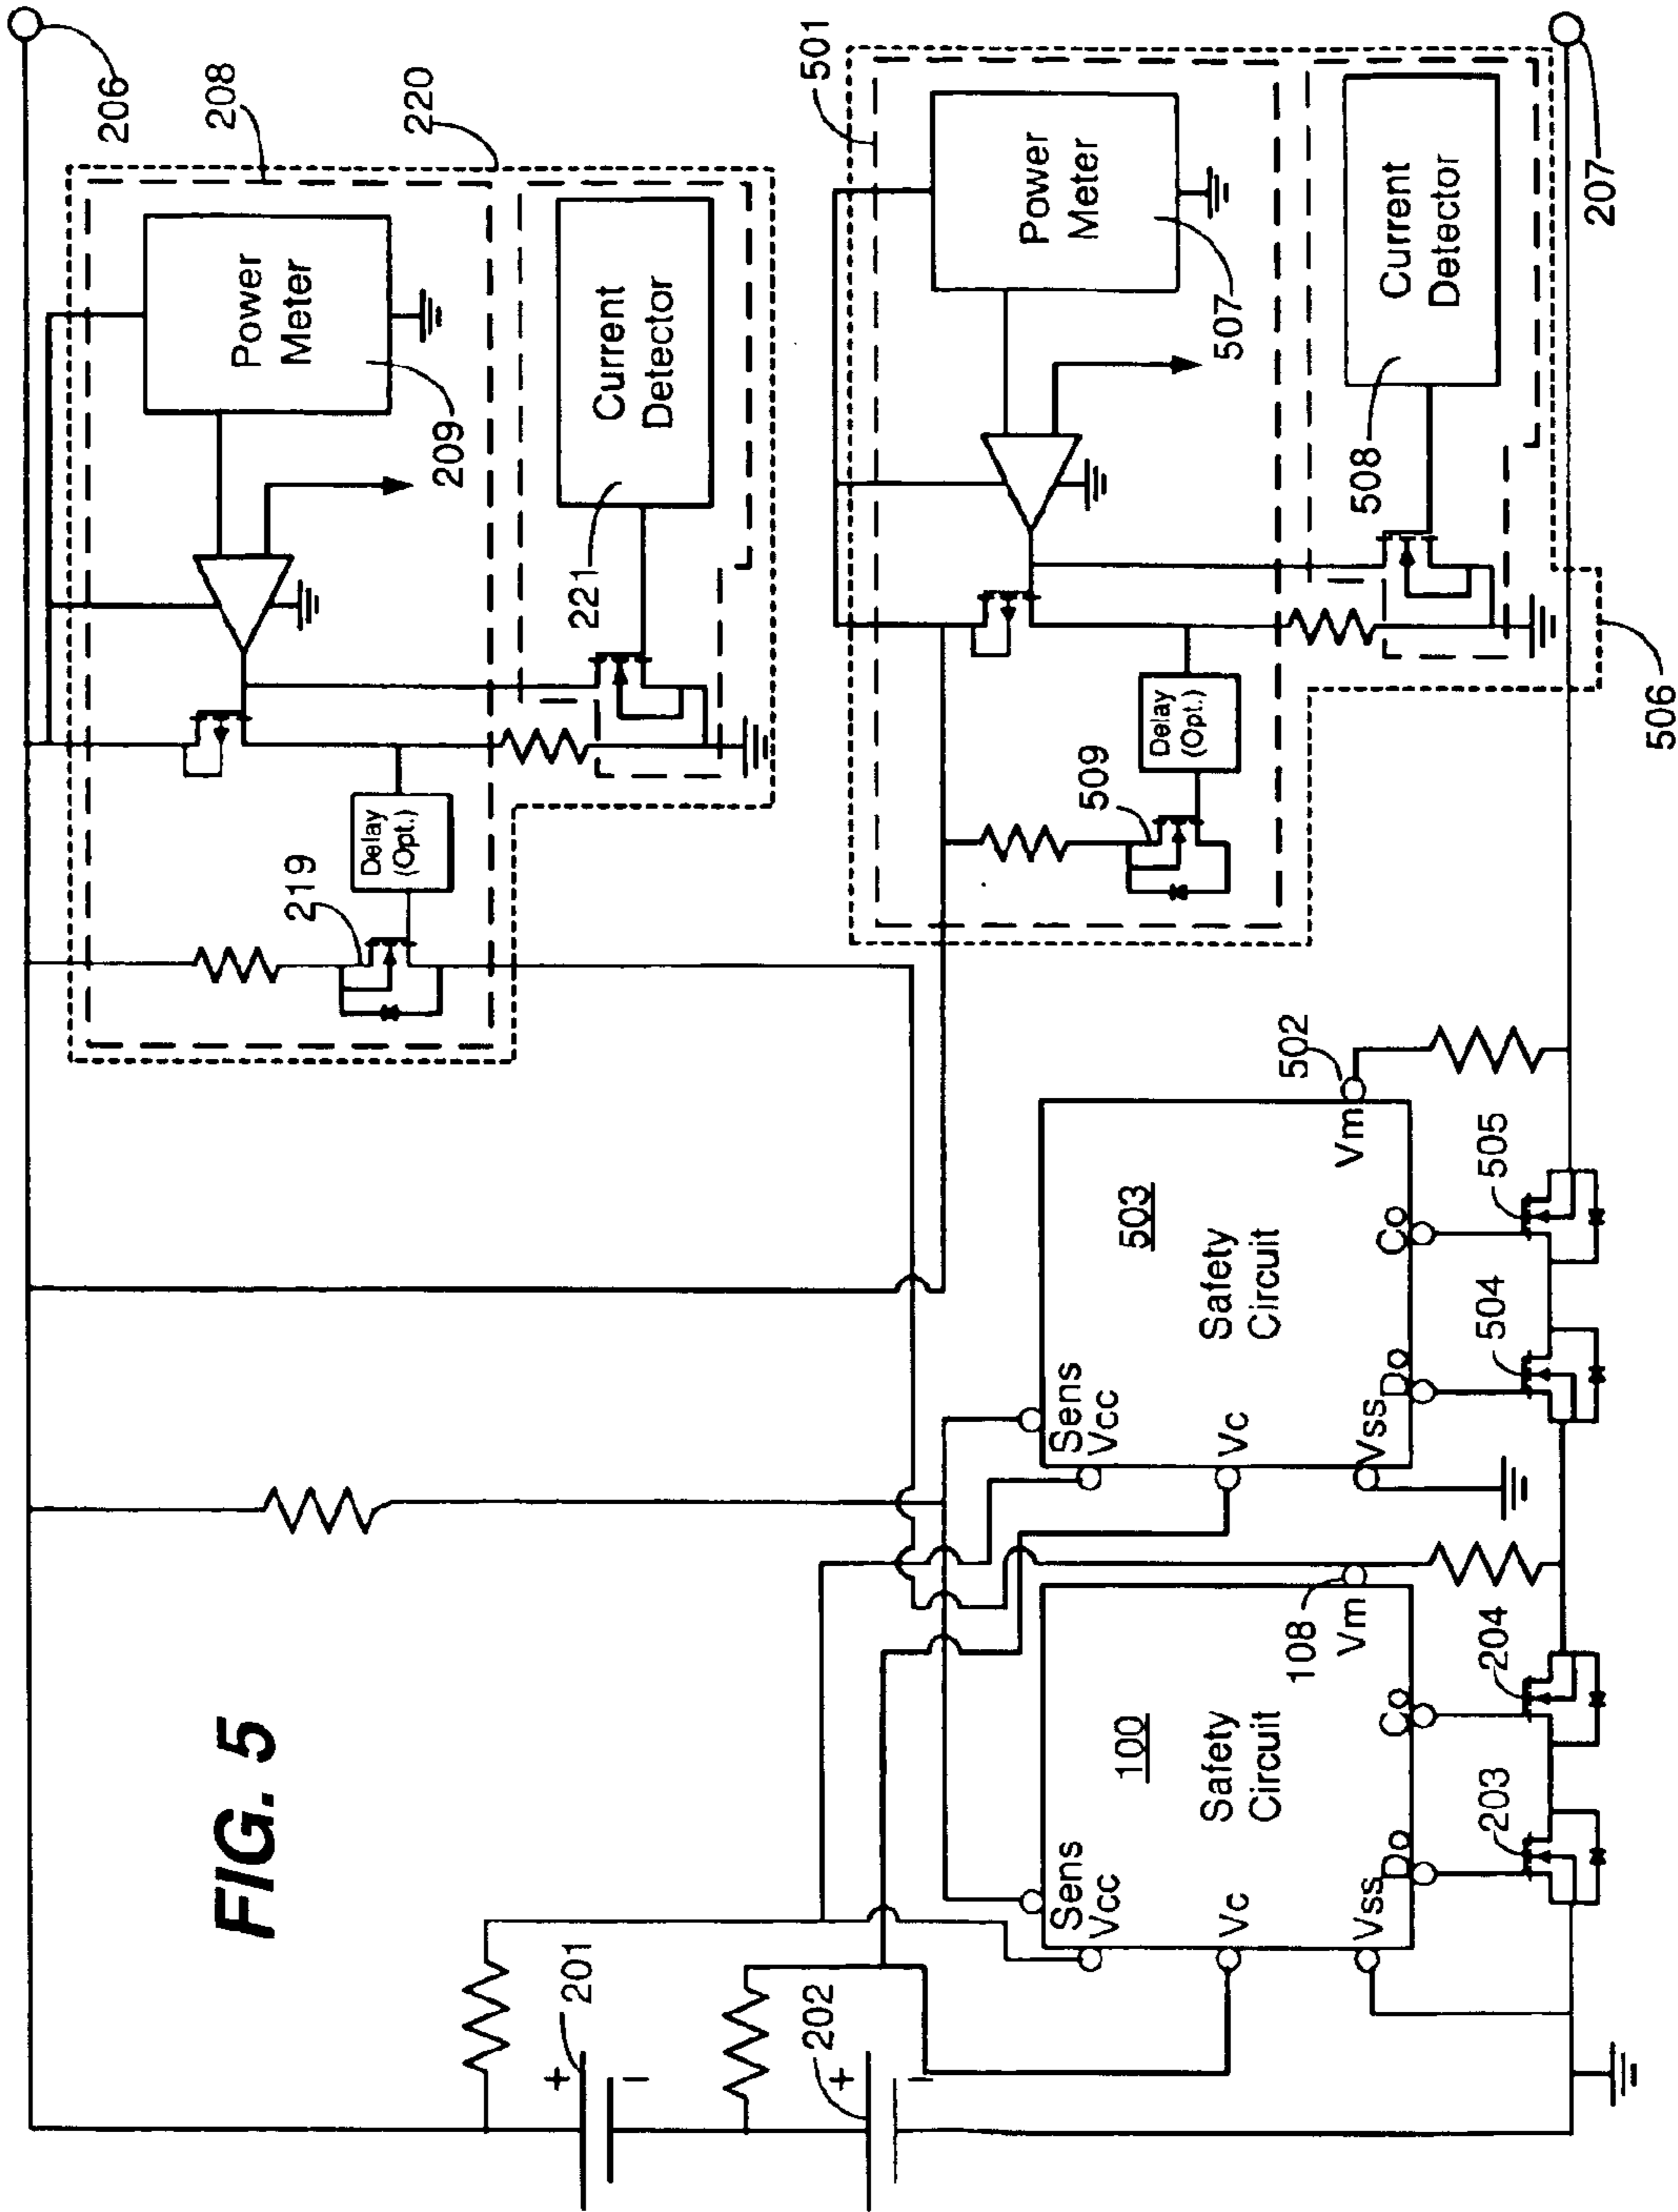 FIG. 5
206
208
220
Power
Meter
209
Current
Detector
221
Delay
(Opt.)
219
501
Power
Meter
507
Current
Detector
508
Delay
(Opt.)
509
506
207
201
+
-
202
+
-
Sens
Vcc
100
Safety
Circuit
Vc
Vss
Do
Co
Vm
108
203
204
Sens
Vcc
503
Safety
Circuit
Vc
Vss
Do
Co
Vm
502
504
505